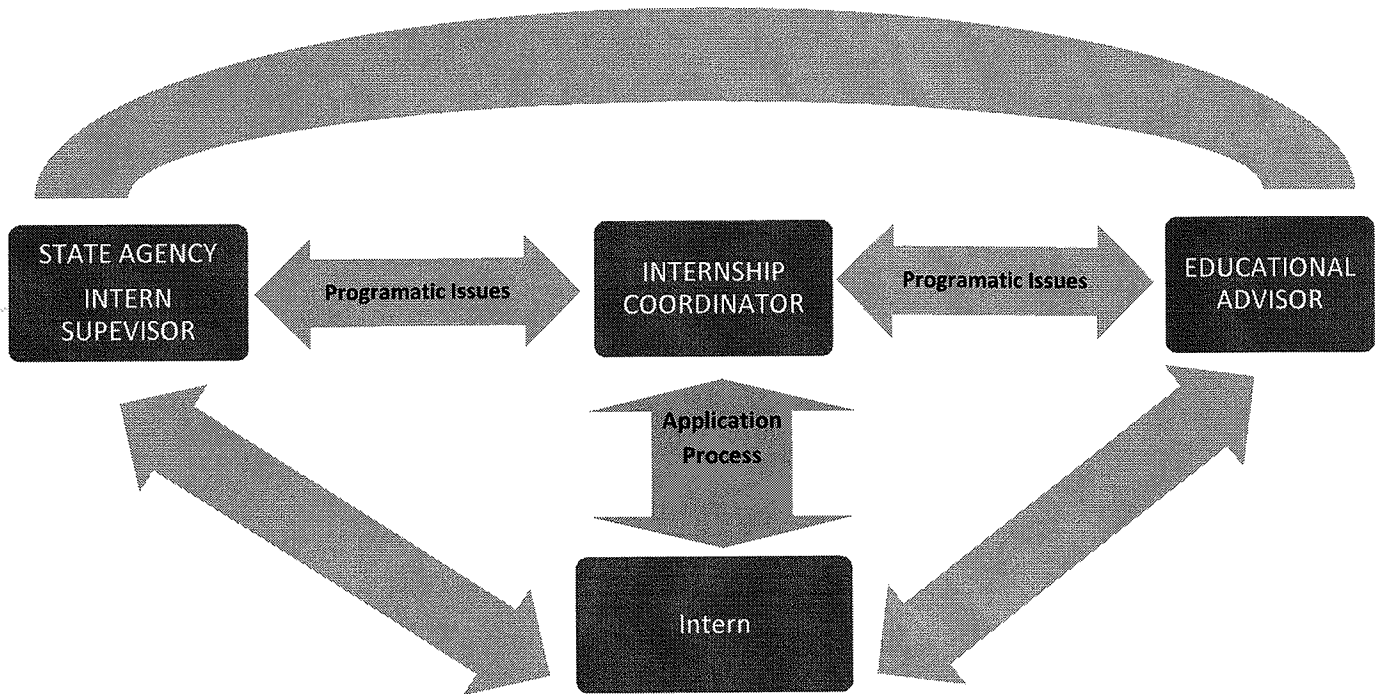 STATE AGENCY
INTERN
SUPEVISOR
Programatic Issues
INTERNSHIP
COORDINATOR
Programatic Issues
EDUCATIONAL
ADVISOR
Application
Process
Intern